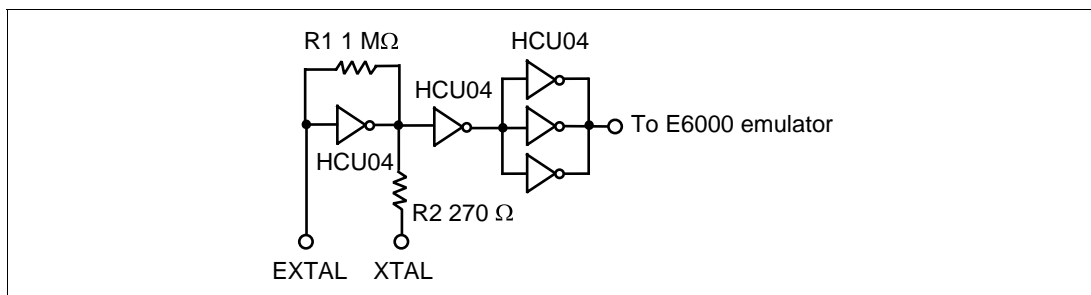 R1 1 MΩ
HCU04
HCU04
To E6000 emulator
HCU04
R2 270 Ω
EXTAL XTAL